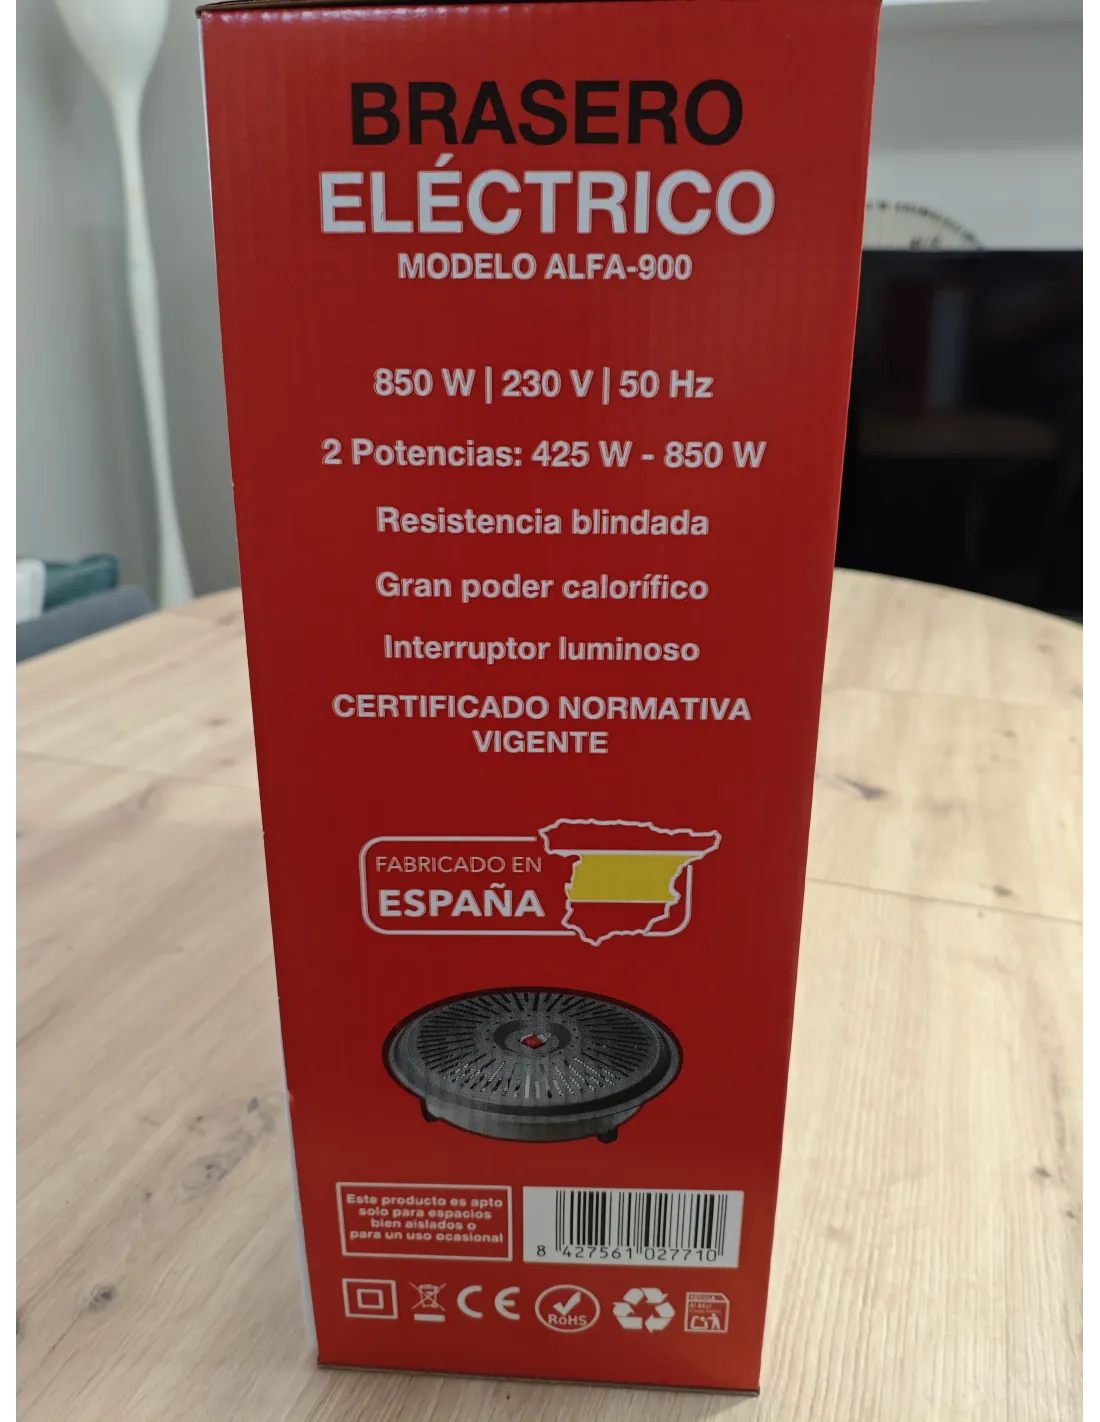 BRASERO
ELÉCTRICO
MODELO ALFA-900
850 W | 230 V | 50 Hz
2 Potencias: 425 W - 850 W
Resistencia blindada
Gran poder calorífico
Interruptor luminoso
CERTIFICADO NORMATIVA
VIGENTE
FABRICADO EN
ESPAÑA
Este producto es apto
solo para espacios
bien aislados o
para un uso ocasional
8 427561 027710
CE
RoHS